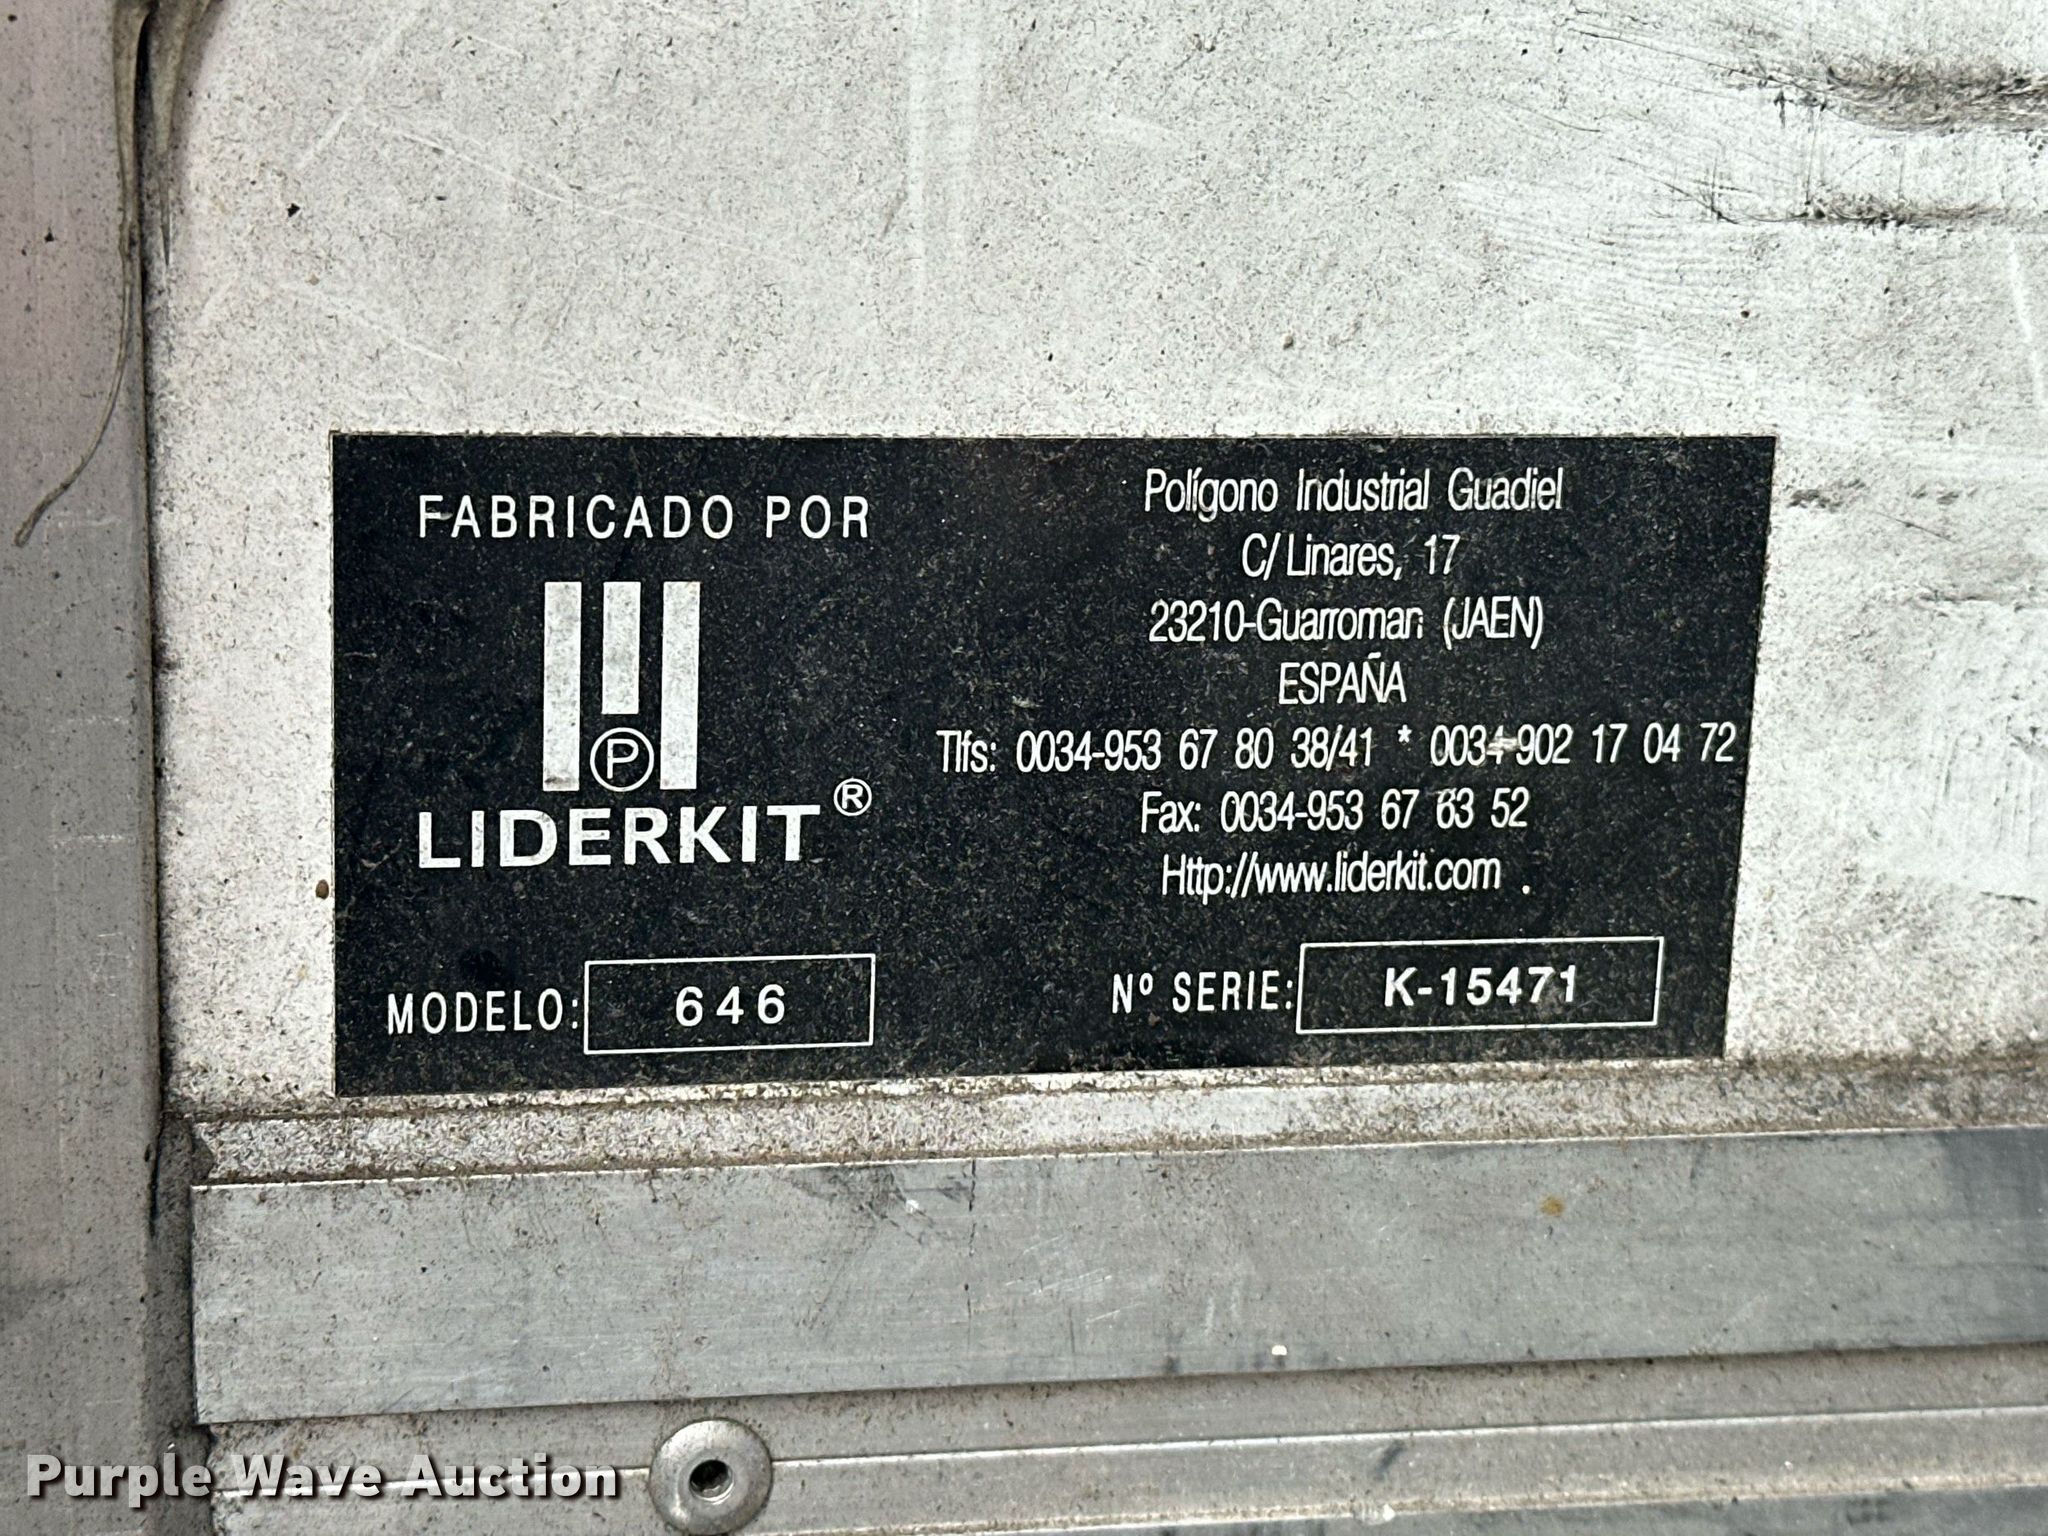 FABRICADO POR
P
LIDERKIT®
Polígono Industrial Guadiel
C/ Linares, 17
23210-Guarroman (JAEN)
ESPAÑA
Tlfs: 0034-953 67 80 38/41 * 0034-902 17 04 72
Fax: 0034-953 67 63 52
Http://www.liderkit.com .
MODELO: 646
Nº SERIE: K-15471
Purple Wave Auction